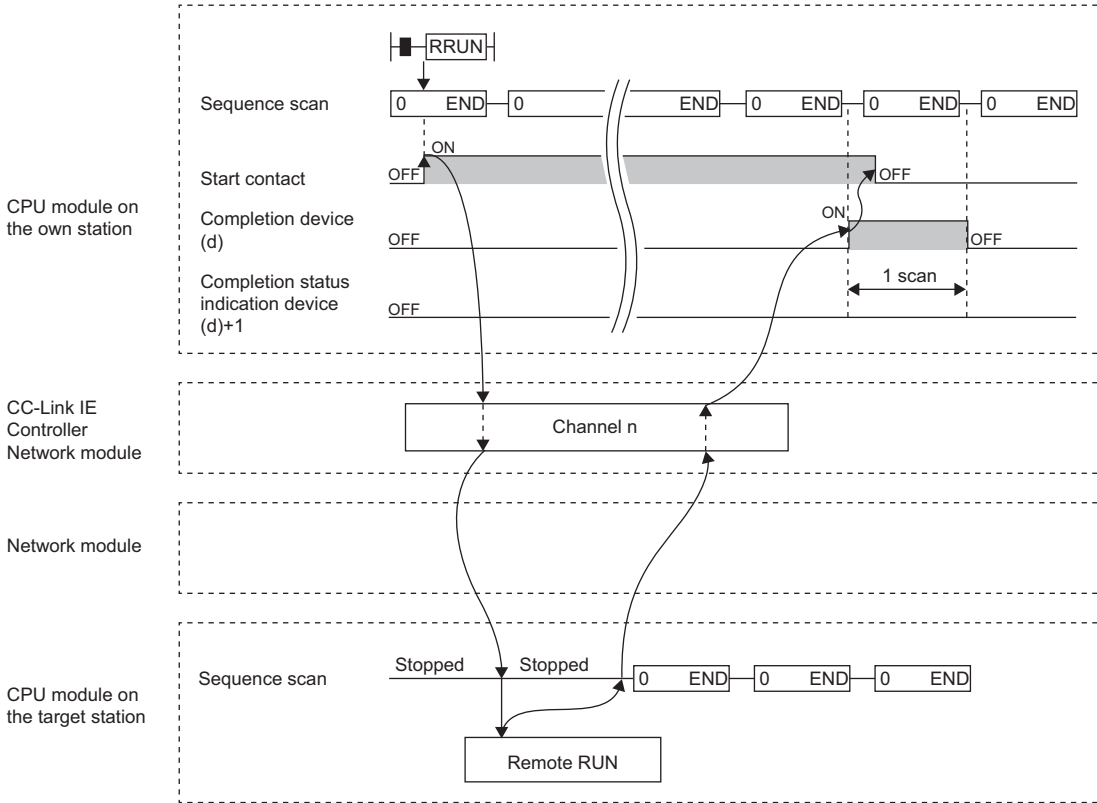 RRUN
Sequence scan
0 END 0 END 0 END 0 END 0 END
ON
Start contact
OFF
OFF
CPU module on
the own station
Completion device
(d)
ON
OFF
OFF
1 scan
Completion status
indication device
(d)+1
OFF
CC-Link IE
Controller
Network module
Channel n
Network module
CPU module on
the target station
Sequence scan
Stopped Stopped
0 END 0 END 0 END
Remote RUN